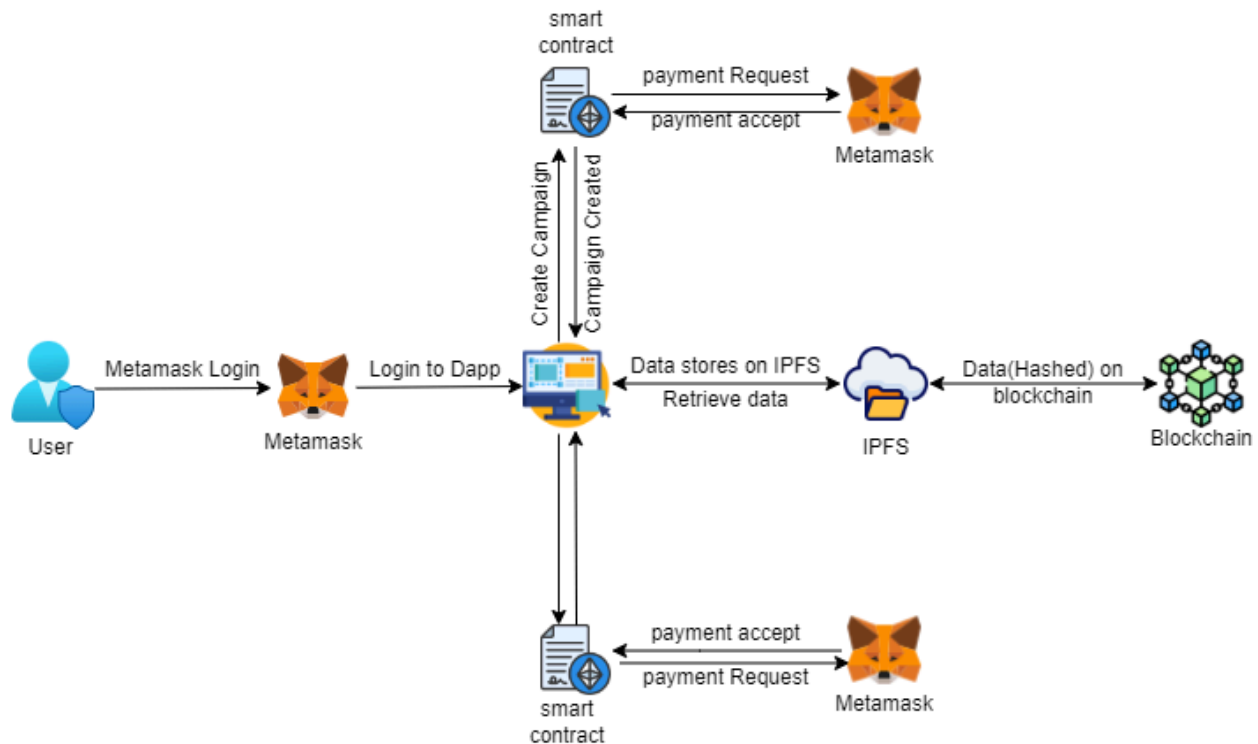 smart
contract
payment Request
payment accept
Metamask
Create Campaign
Campaign Created
Metamask Login
Login to Dapp
Data stores on IPFS
Retrieve data
Data(Hashed) on
blockchain
User
Metamask
IPFS
Blockchain
payment accept
payment Request
Metamask
smart
contract